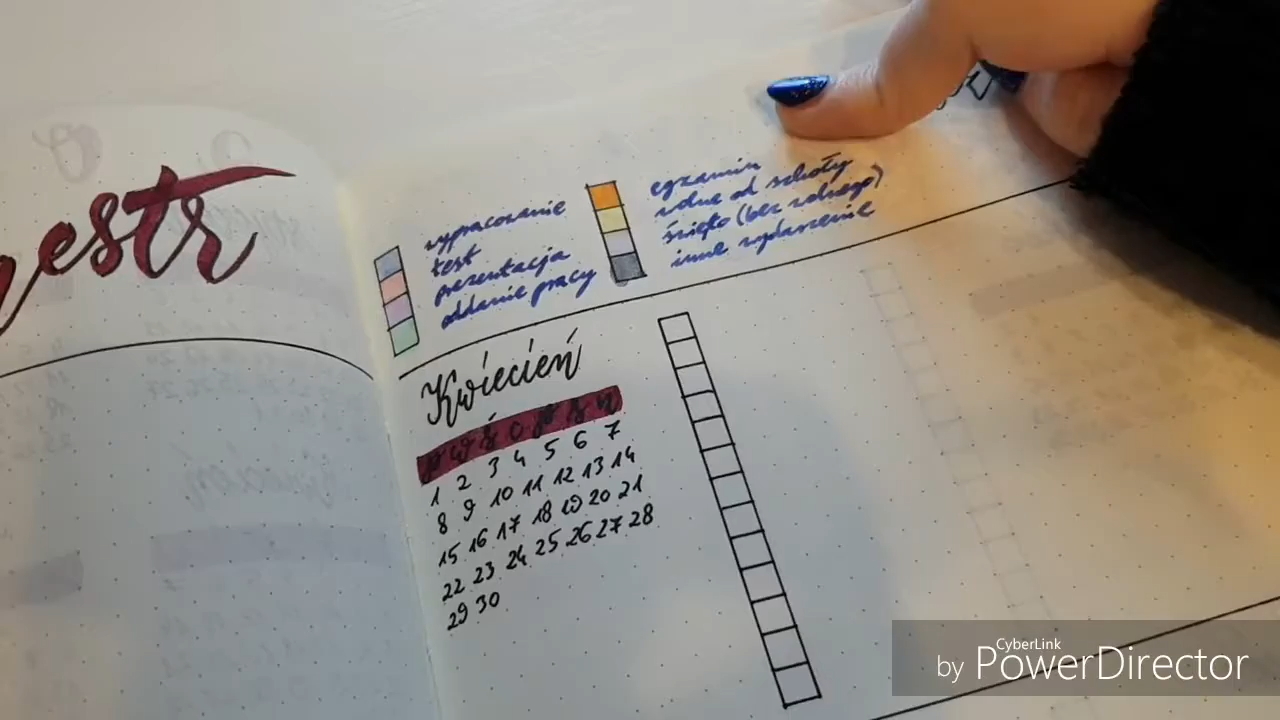 estr
wypracowanie
test
prezentacja
oddanie pracy
egzamin
wolne od szkoły
święto (bez wolnego)
inne wydarzenie
Kwiecień
p w ś c p s n
1 2 3 4 5 6 7
8 9 10 11 12 13 14
15 16 17 18 19 20 21
22 23 24 25 26 27 28
29 30
by CyberLink PowerDirector